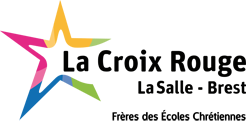 La Croix Rouge
La Salle - Brest
Frères des Écoles Chrétiennes